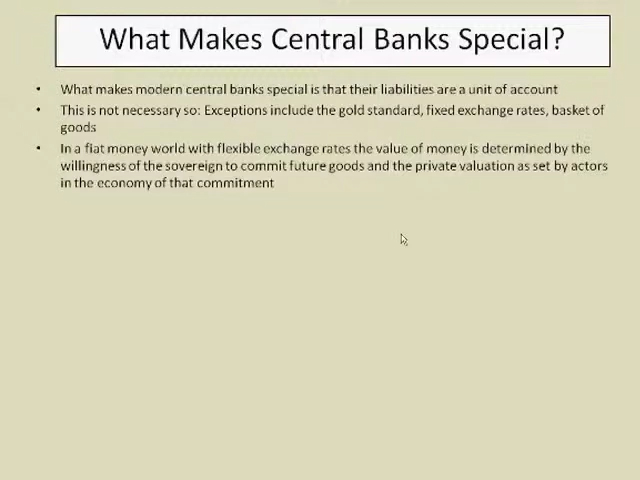 What Makes Central Banks Special?
• What makes modern central banks special is that their liabilities are a unit of account
• This is not necessary so: Exceptions include the gold standard, fixed exchange rates, basket of
goods
• In a fiat money world with flexible exchange rates the value of money is determined by the
willingness of the sovereign to commit future goods and the private valuation as set by actors
in the economy of that commitment